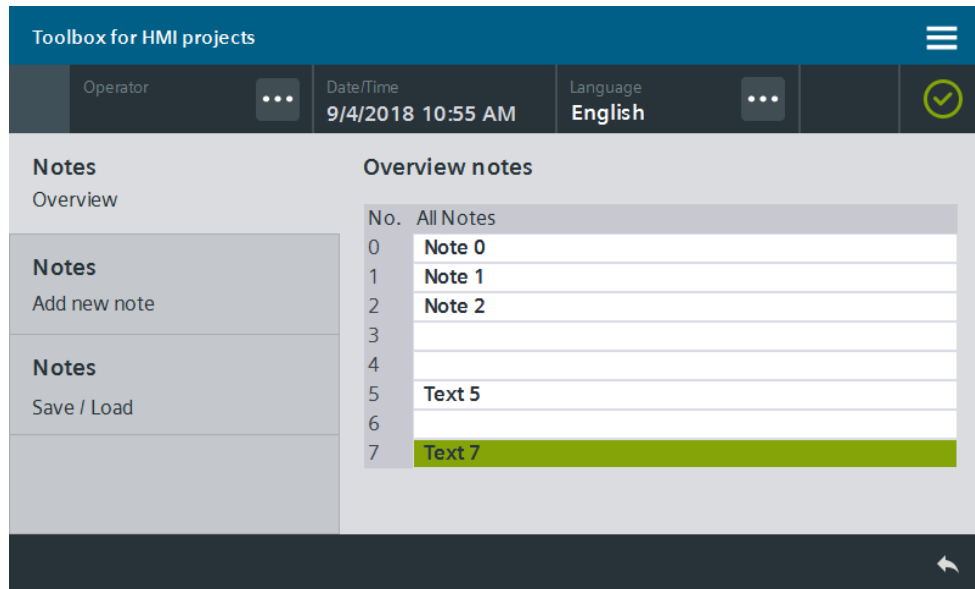 Toolbox for HMI projects
Operator
Date/Time
9/4/2018 10:55 AM
Language
English
Notes
Overview
Notes
Add new note
Notes
Save / Load
Overview notes
No. All Notes
0 Note 0
1 Note 1
2 Note 2
3
4
5 Text 5
6
7 Text 7